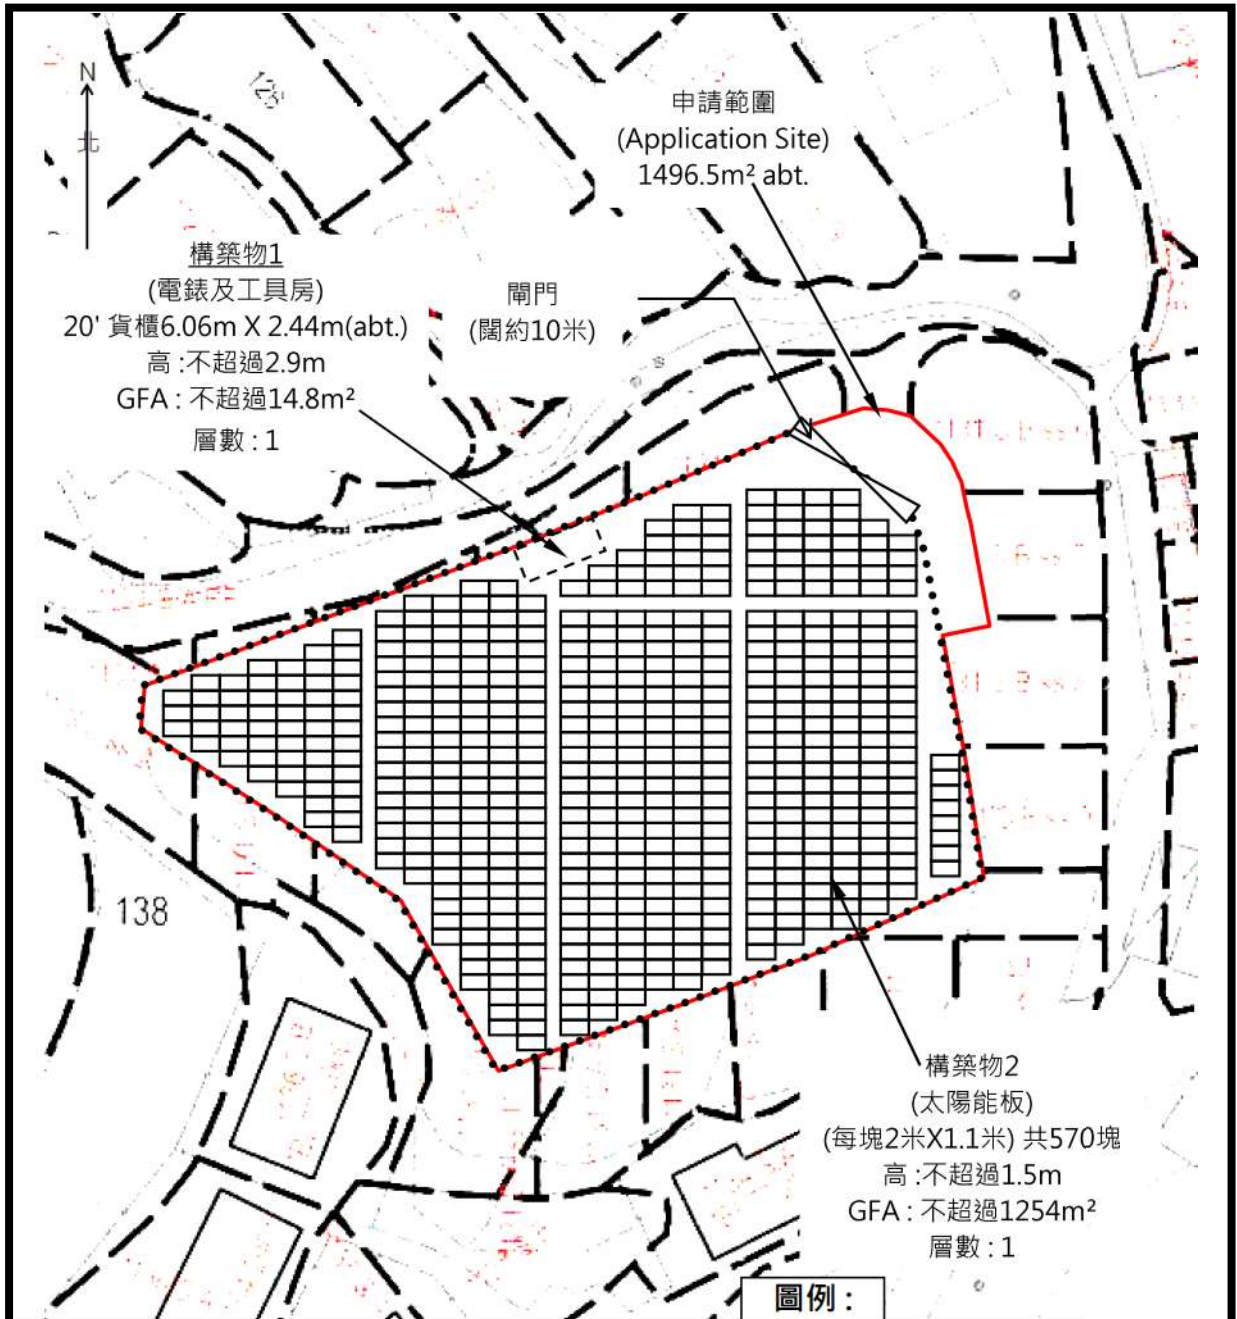 N
北
128
申請範圍
(Application Site)
1496.5m² abt.
構築物1
(電錶及工具房)
20' 貨櫃6.06m X 2.44m(abt.)
高 :不超過2.9m
GFA : 不超過14.8m²
層數 : 1
閘門
(闊約10米)
138
構築物2
(太陽能板)
(每塊2米X1.1米) 共570塊
高 :不超過1.5m
GFA : 不超過1254m²
層數 : 1
圖例 :